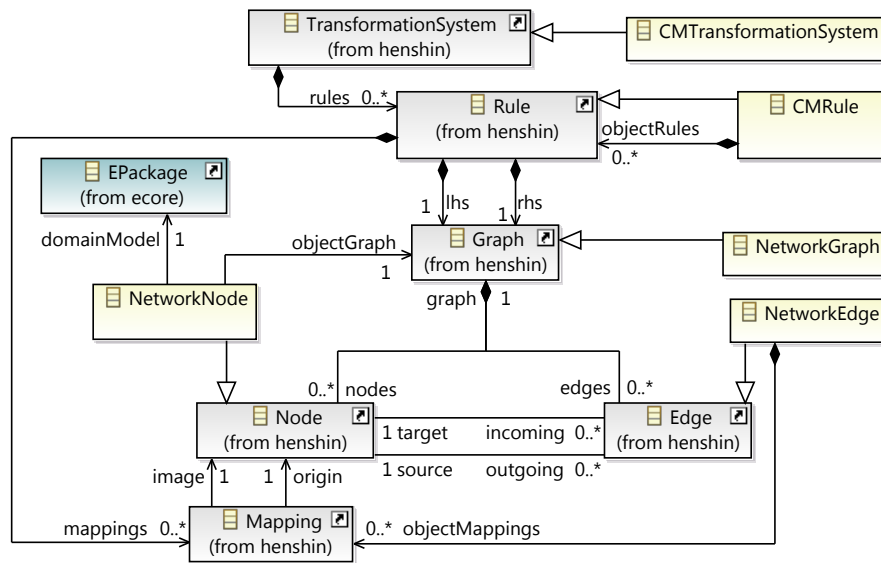 TransformationSystem
(from henshin)
CMTransformationSystem
rules 0..*
Rule
(from henshin)
CMRule
objectRules
0..*
EPackage
(from ecore)
1 lhs
1 rhs
domainModel 1
objectGraph
1
Graph
(from henshin)
NetworkGraph
NetworkNode
graph 1
NetworkEdge
0..* nodes
edges 0..*
Node
(from henshin)
Edge
(from henshin)
1 target incoming 0..*
1 source outgoing 0..*
image 1
1 origin
mappings 0..*
Mapping
(from henshin)
0..* objectMappings